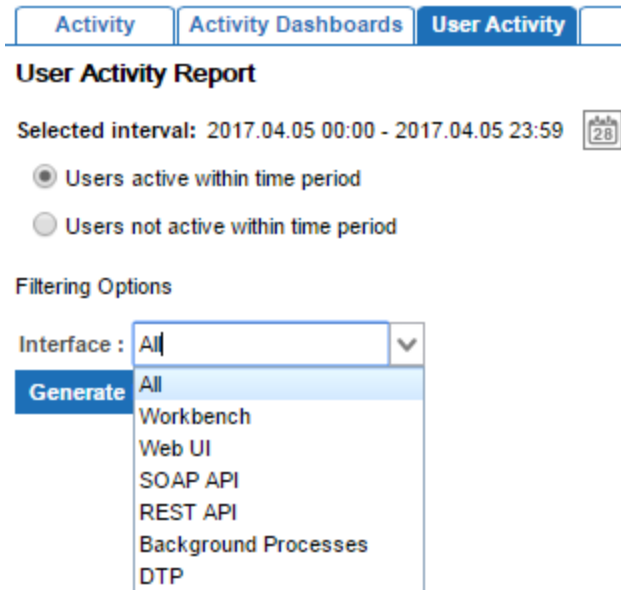 Activity Activity Dashboards User Activity
User Activity Report
Selected interval: 2017.04.05 00:00 - 2017.04.05 23:59 28
Users active within time period
Users not active within time period
Filtering Options
Interface : All
Generate All
Workbench
Web UI
SOAP API
REST API
Background Processes
DTP